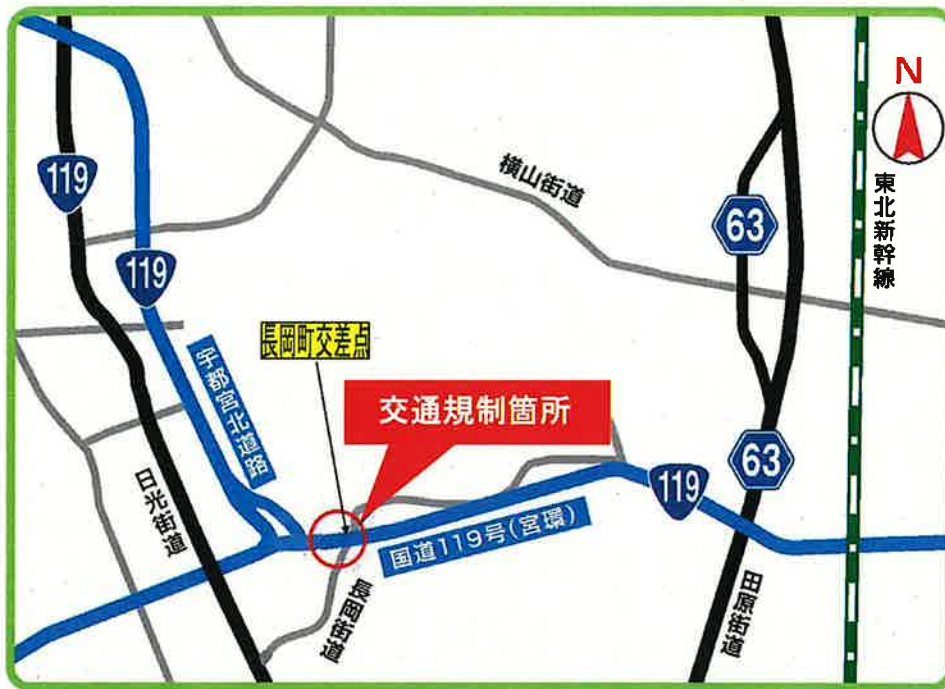 N
東北新幹線
119
横山街道
63
119
長岡町交差点
宇都宮北道路
交通規制箇所
63
119
日光街道
国道119号(宮環)
長岡街道
田原街道